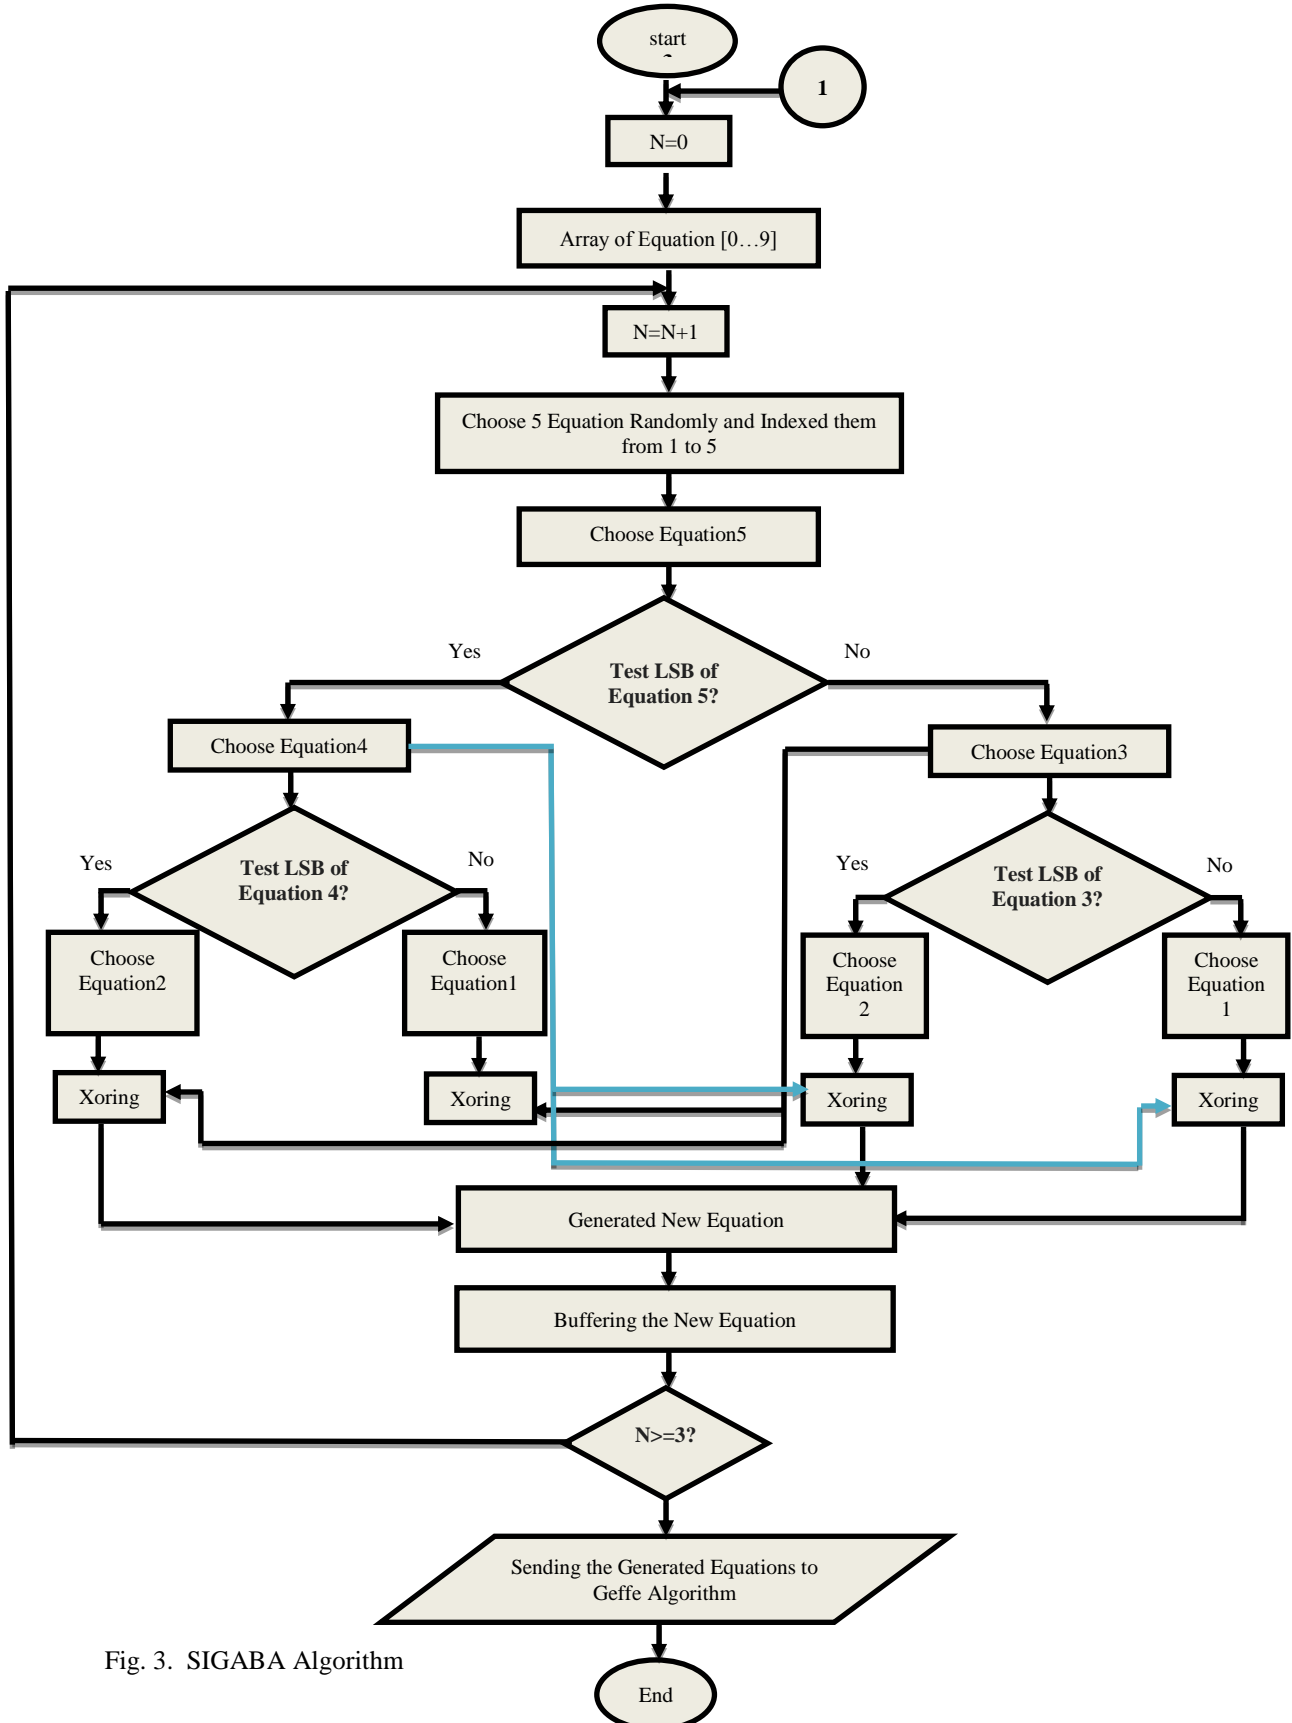 start
1
N=0
Array of Equation [0…9]
N=N+1
Choose 5 Equation Randomly and Indexed them
from 1 to 5
Choose Equation5
Yes
No
Test LSB of
Equation 5?
Choose Equation4
Choose Equation3
Yes
Test LSB of
Equation 4?
No
Yes
Test LSB of
Equation 3?
No
Choose
Equation2
Choose
Equation1
Choose
Equation
2
Choose
Equation
1
Xoring
Xoring
Xoring
Xoring
Generated New Equation
Buffering the New Equation
N>=3?
Sending the Generated Equations to
Geffe Algorithm
Fig. 3. SIGABA Algorithm
End